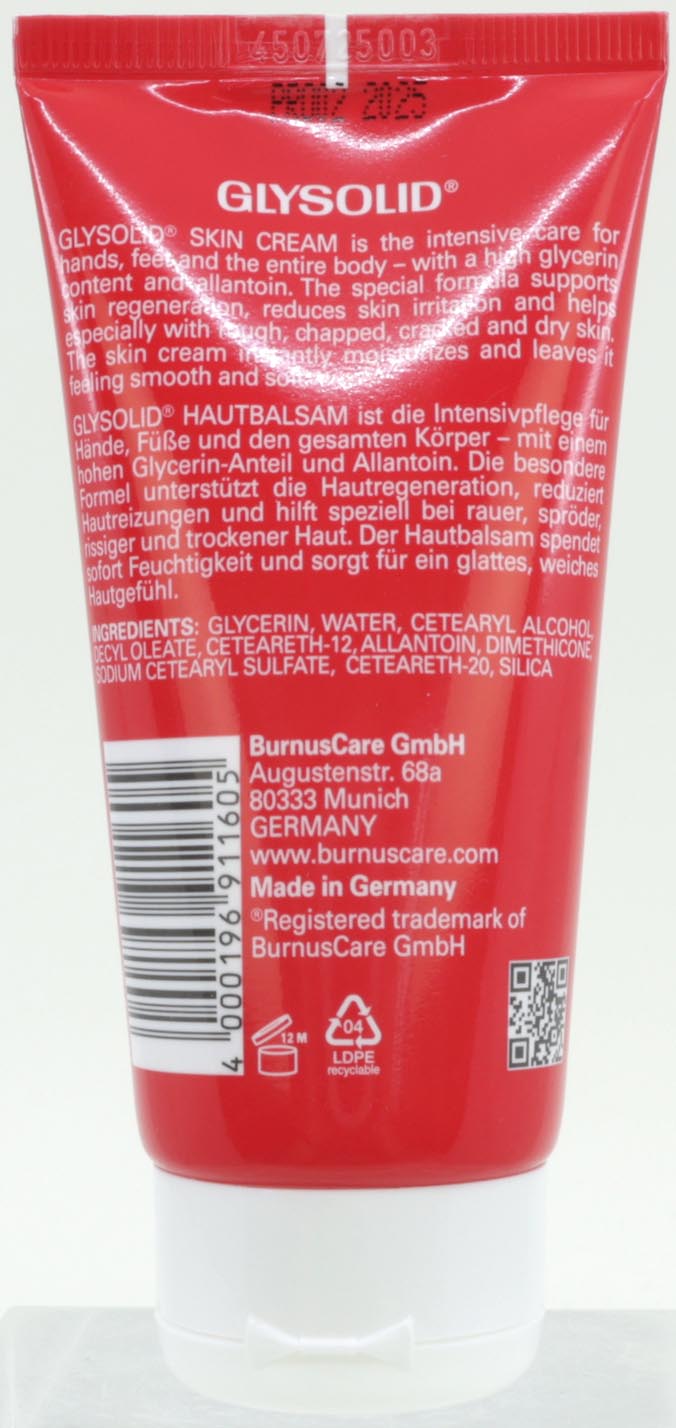 450725003
PRO 02 2025
GLYSOLID®
GLYSOLID® SKIN CREAM is the intensive care for
hands, feet and the entire body – with a high glycerin
content and allantoin. The special formula supports
skin regeneration, reduces skin irritation and helps
especially with rough, chapped, cracked and dry skin.
The skin cream instantly moisturizes and leaves it
feeling smooth and soft.
GLYSOLID® HAUTBALSAM ist die Intensivpflege für
Hände, Füße und den gesamten Körper – mit einem
hohen Glycerin-Anteil und Allantoin. Die besondere
Formel unterstützt die Hautregeneration, reduziert
Hautreizungen und hilft speziell bei rauer, spröder,
rissiger und trockener Haut. Der Hautbalsam spendet
sofort Feuchtigkeit und sorgt für ein glattes, weiches
Hautgefühl.
INGREDIENTS: GLYCERIN, WATER, CETEARYL ALCOHOL,
DECYL OLEATE, CETEARETH-12, ALLANTOIN, DIMETHICONE,
SODIUM CETEARYL SULFATE, CETEARETH-20, SILICA
BurnusCare GmbH
Augustenstr. 68a
80333 Munich
GERMANY
www.burnuscare.com
Made in Germany
®Registered trademark of
BurnusCare GmbH
4 000196 911605
12 M
04
LDPE
recyclable